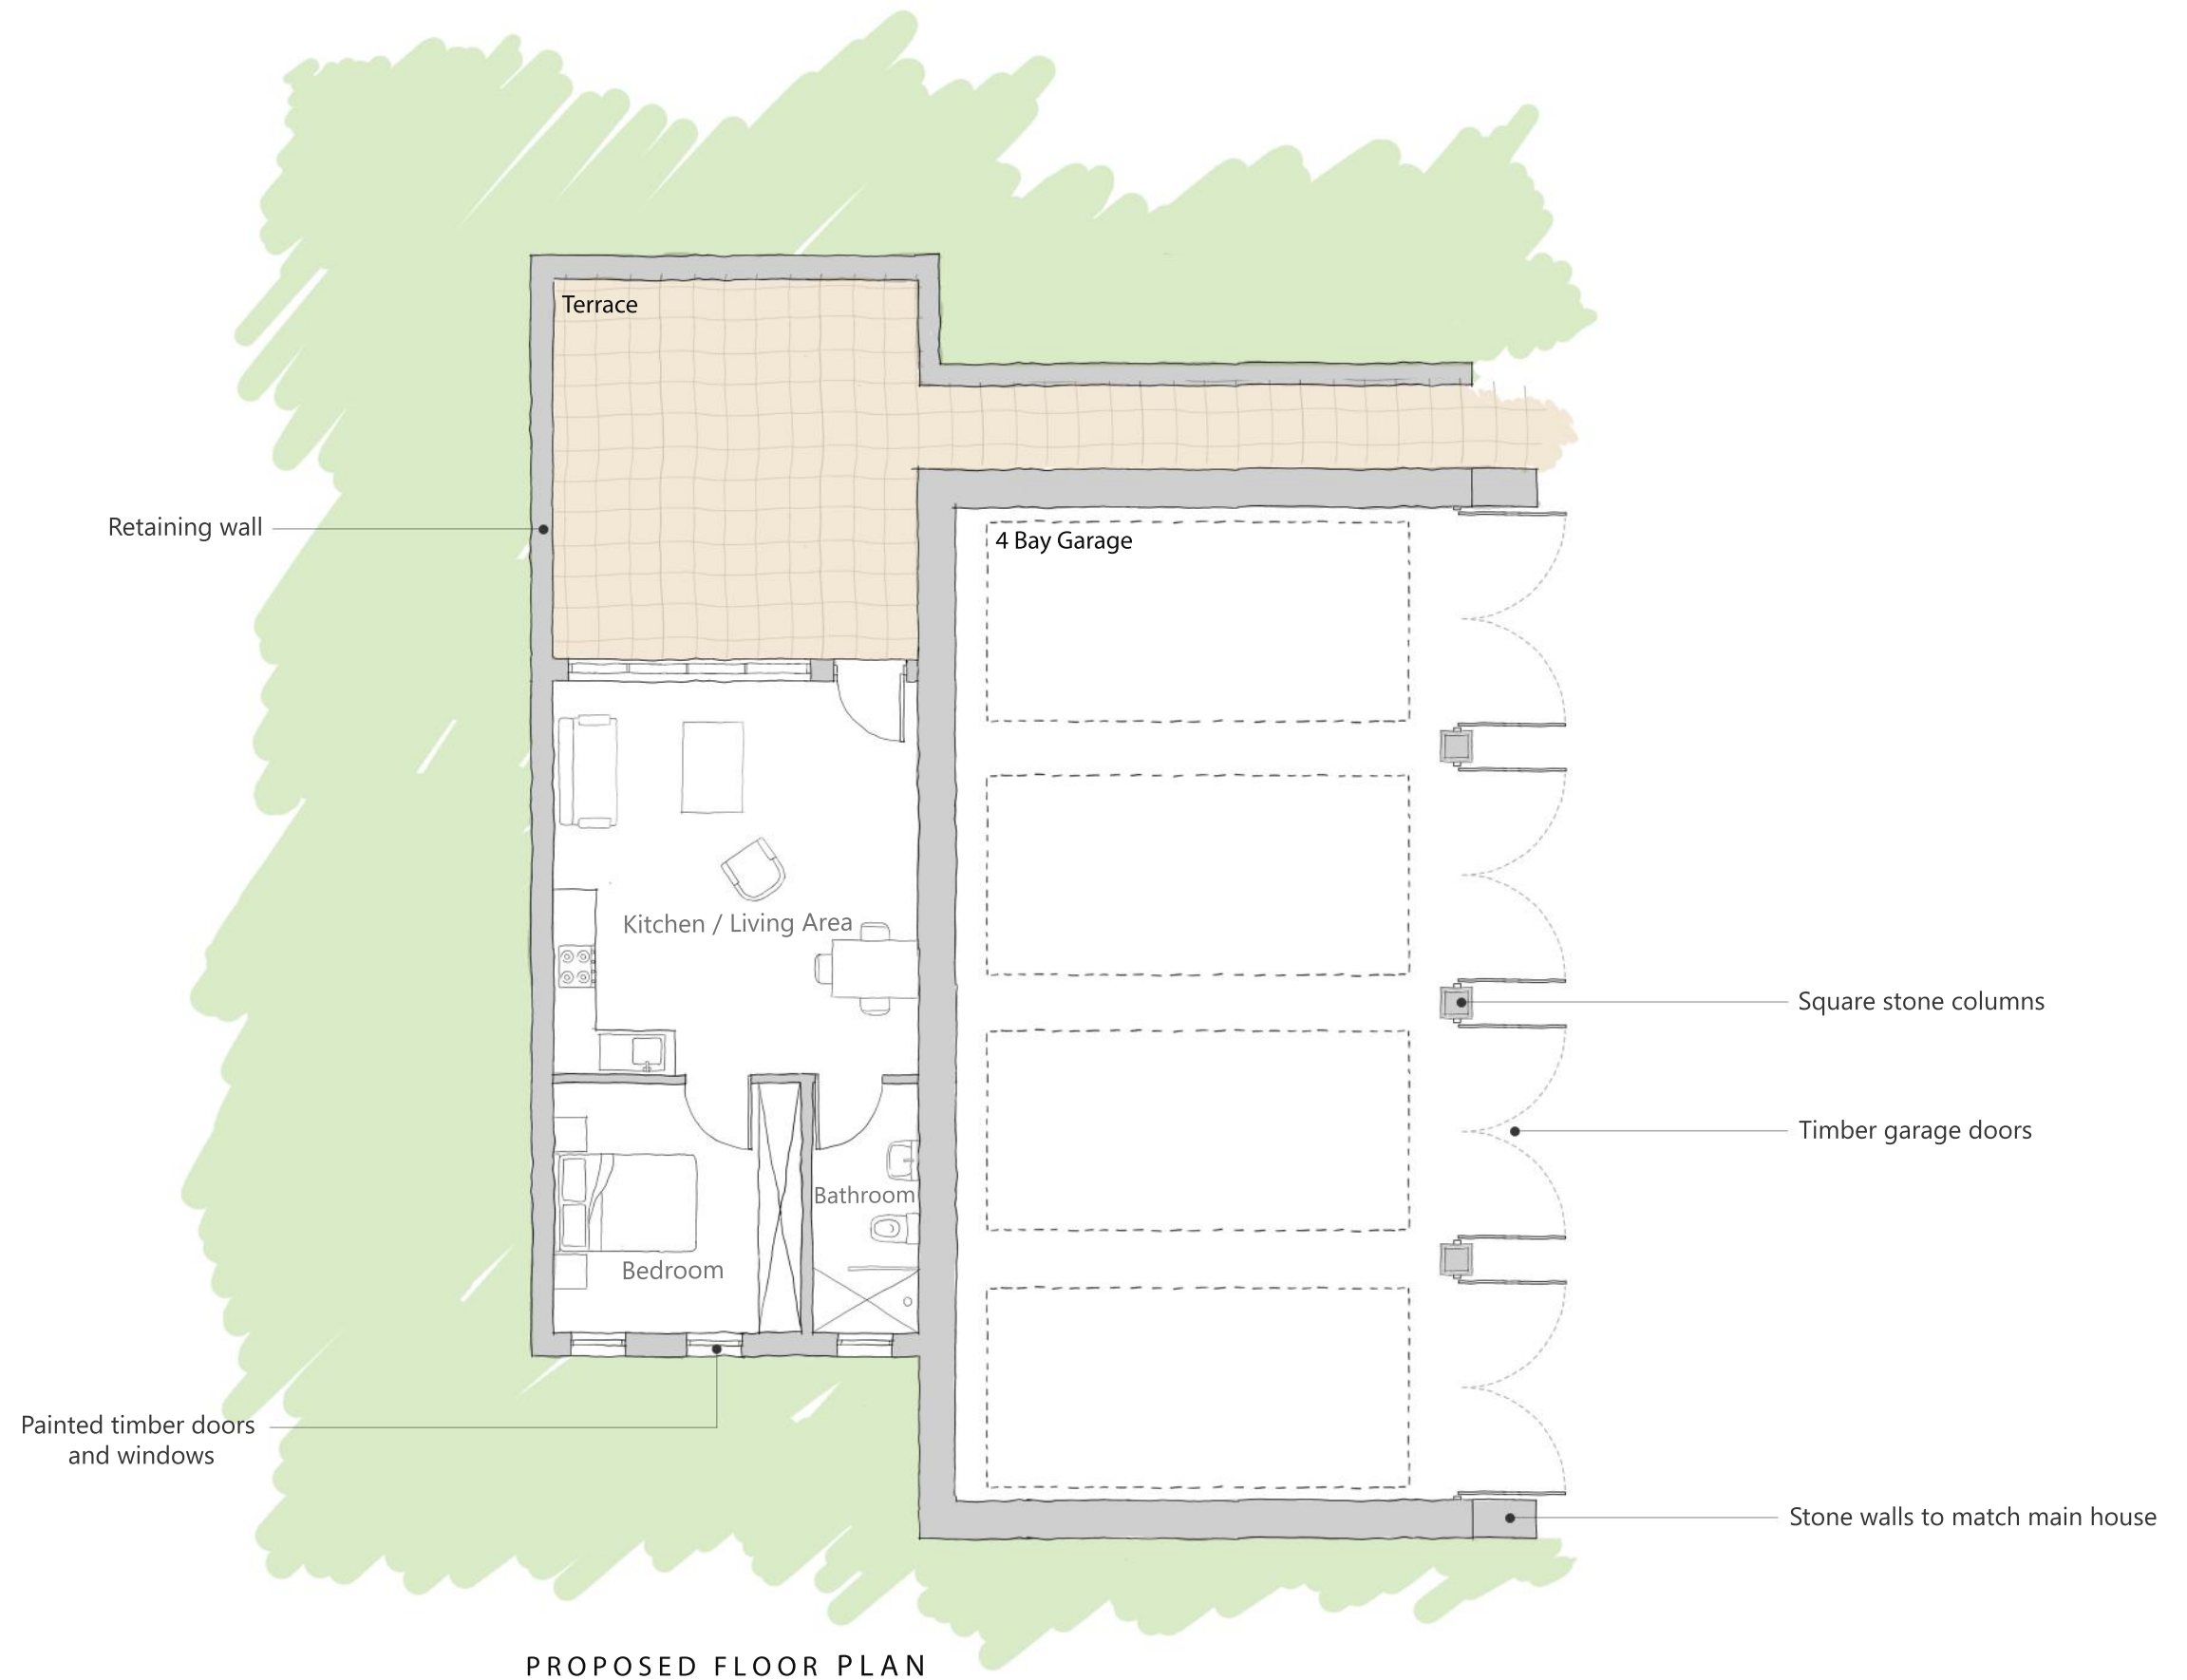 Terrace
Retaining wall
4 Bay Garage
Kitchen / Living Area
Square stone columns
Timber garage doors
Bathroom
Bedroom
Painted timber doors
and windows
Stone walls to match main house
PROPOSED FLOOR PLAN